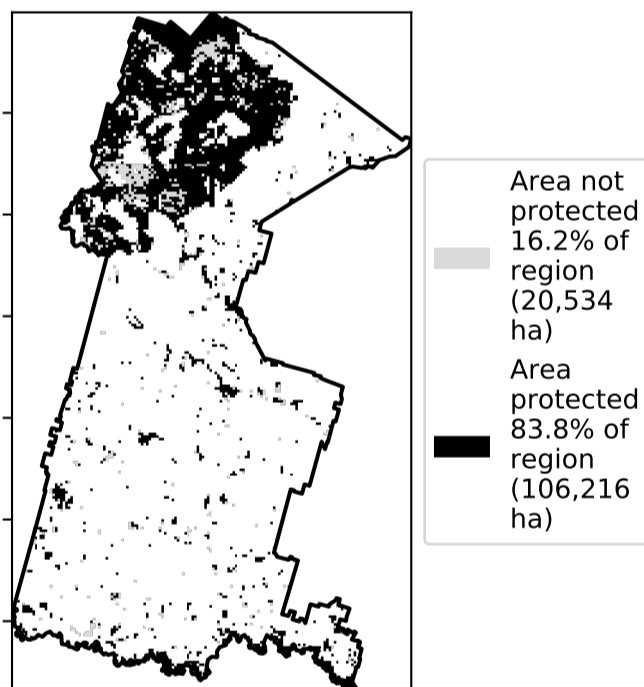 Area not
protected
16.2% of
region
(20,534
ha)
Area
protected
83.8% of
region
(106,216
ha)